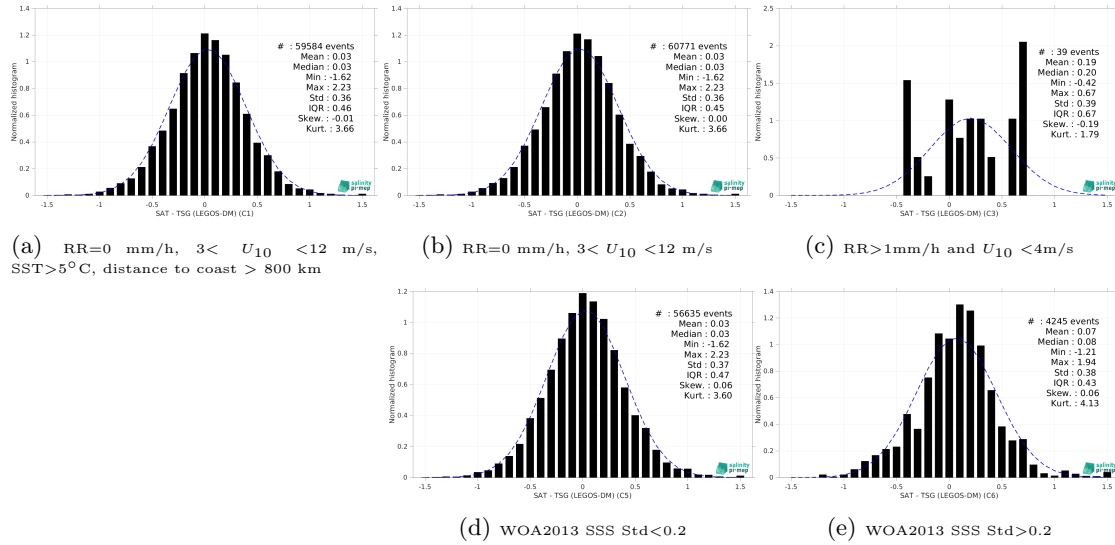 1.4
1.2
1
0.8
0.6
0.4
0.2
0
Normalized histogram
# : 59584 events
Mean : 0.03
Median : 0.03
Min : -1.62
Max : 2.23
Std : 0.36
IQR : 0.46
Skew. : -0.01
Kurt. : 3.66
salinity
pi-mep
-1.5 -1 -0.5 0 0.5 1 1.5
SAT - TSG (LEGOS-DM) (C1)
(a) RR=0 mm/h, 3< U10 <12 m/s,
SST>5°C, distance to coast > 800 km
1.4
1.2
1
0.8
0.6
0.4
0.2
0
Normalized histogram
# : 60771 events
Mean : 0.03
Median : 0.03
Min : -1.62
Max : 2.23
Std : 0.36
IQR : 0.45
Skew. : 0.00
Kurt. : 3.66
salinity
pi-mep
-1.5 -1 -0.5 0 0.5 1 1.5
SAT - TSG (LEGOS-DM) (C2)
(b) RR=0 mm/h, 3< U10 <12 m/s
2.5
2
1.5
1
0.5
0
Normalized histogram
# : 39 events
Mean : 0.19
Median : 0.20
Min : -0.42
Max : 0.67
Std : 0.39
IQR : 0.67
Skew. : -0.19
Kurt. : 1.79
salinity
pi-mep
-1.5 -1 -0.5 0 0.5 1 1.5
SAT - TSG (LEGOS-DM) (C3)
(c) RR>1mm/h and U10 <4m/s
1.2
1
0.8
0.6
0.4
0.2
0
Normalized histogram
# : 56635 events
Mean : 0.03
Median : 0.03
Min : -1.62
Max : 2.23
Std : 0.37
IQR : 0.47
Skew. : 0.06
Kurt. : 3.60
salinity
pi-mep
-1.5 -1 -0.5 0 0.5 1 1.5
SAT - TSG (LEGOS-DM) (C5)
(d) WOA2013 SSS Std<0.2
1.4
1.2
1
0.8
0.6
0.4
0.2
0
Normalized histogram
# : 4245 events
Mean : 0.07
Median : 0.08
Min : -1.21
Max : 1.94
Std : 0.38
IQR : 0.43
Skew. : 0.06
Kurt. : 4.13
salinity
pi-mep
-1.5 -1 -0.5 0 0.5 1 1.5
SAT - TSG (LEGOS-DM) (C6)
(e) WOA2013 SSS Std>0.2